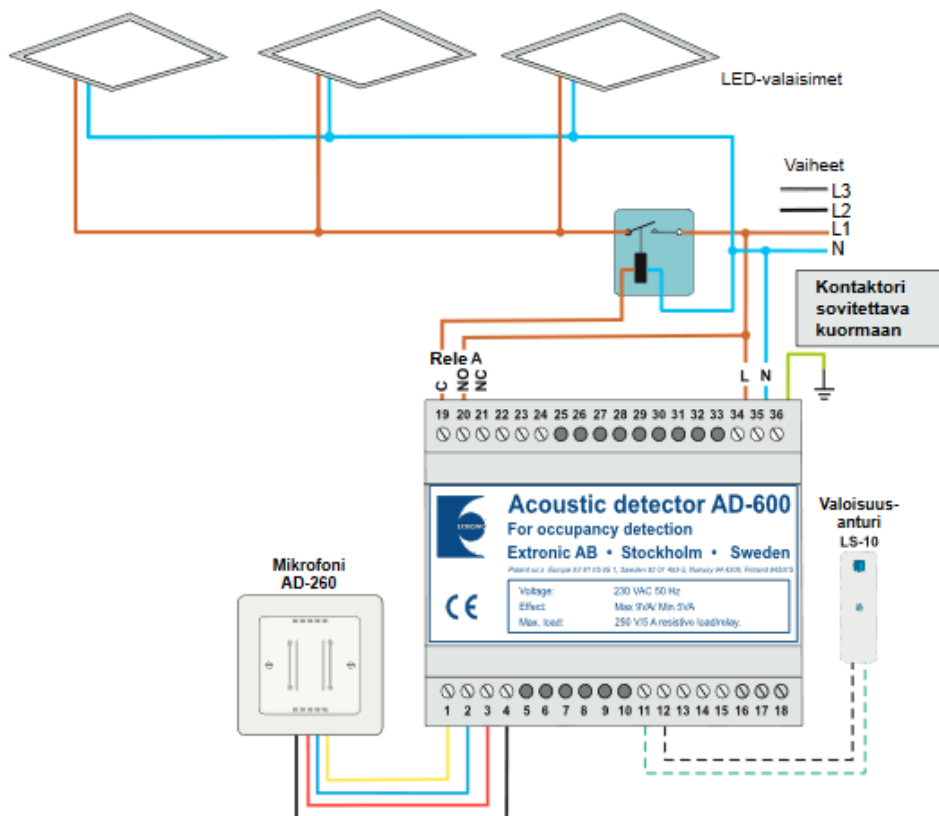 LED-valaisimet
Vaiheet
L3
L2
L1
N
Kontaktori
sovitettava
kuormaan
Rele A
C NO NC L N
19 20 21 22 23 24 25 26 27 28 29 30 31 32 33 34 35 36
EXTRONIC
Acoustic detector AD-600
For occupancy detection
Extronic AB • Stockholm • Sweden
CE
Voltage: 230 VAC 50 Hz
Effect: Max 9VA/ Min 5VA
Max. load: 250 V/5 A resistive load/relay.
Valoisuus-
anturi
LS-10
Mikrofoni
AD-260
1 2 3 4 5 6 7 8 9 10 11 12 13 14 15 16 17 18